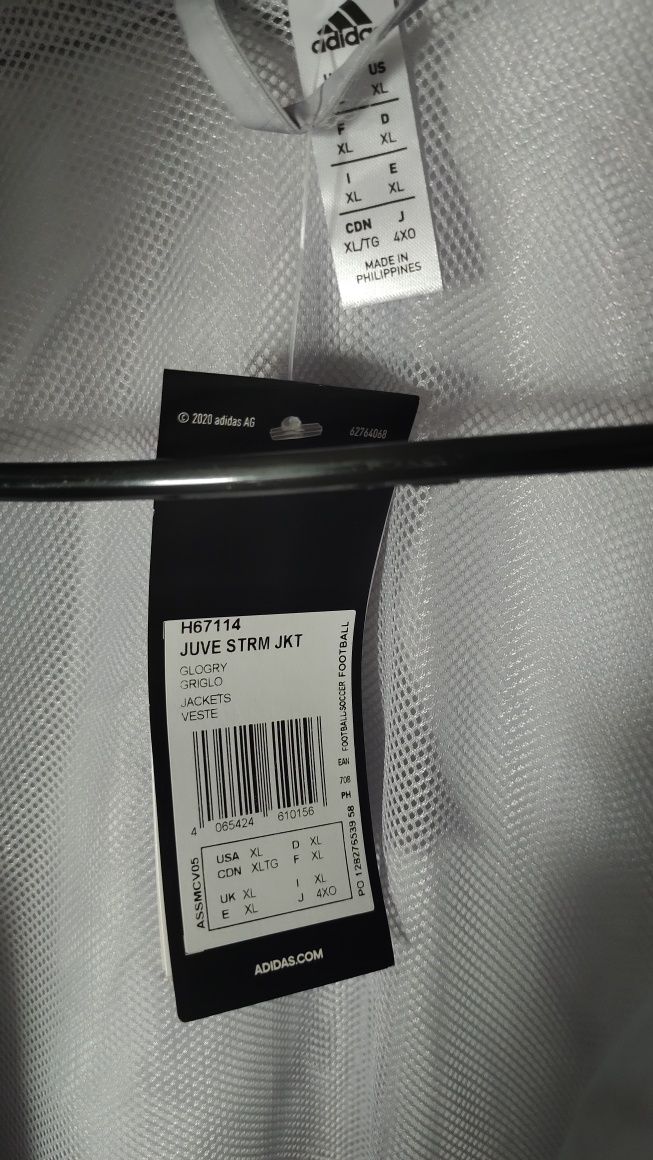 adidas
US
XL
F D
XL XL
I E
XL XL
CDN J
XL/TG 4XO
MADE IN
PHILIPPINES
© 2020 adidas AG
62764068
H67114
JUVE STRM JKT
GLOGRY
GRIGLO
JACKETS
VESTE
FOOTBALL-SOCCER FOOTBALL
EAN
708
PH
4 065424 610156
ASSMCV05
USA XL D XL
CDN XLTG F XL
UK XL I XL
E XL J 4XO
PO 128276539 58
ADIDAS.COM